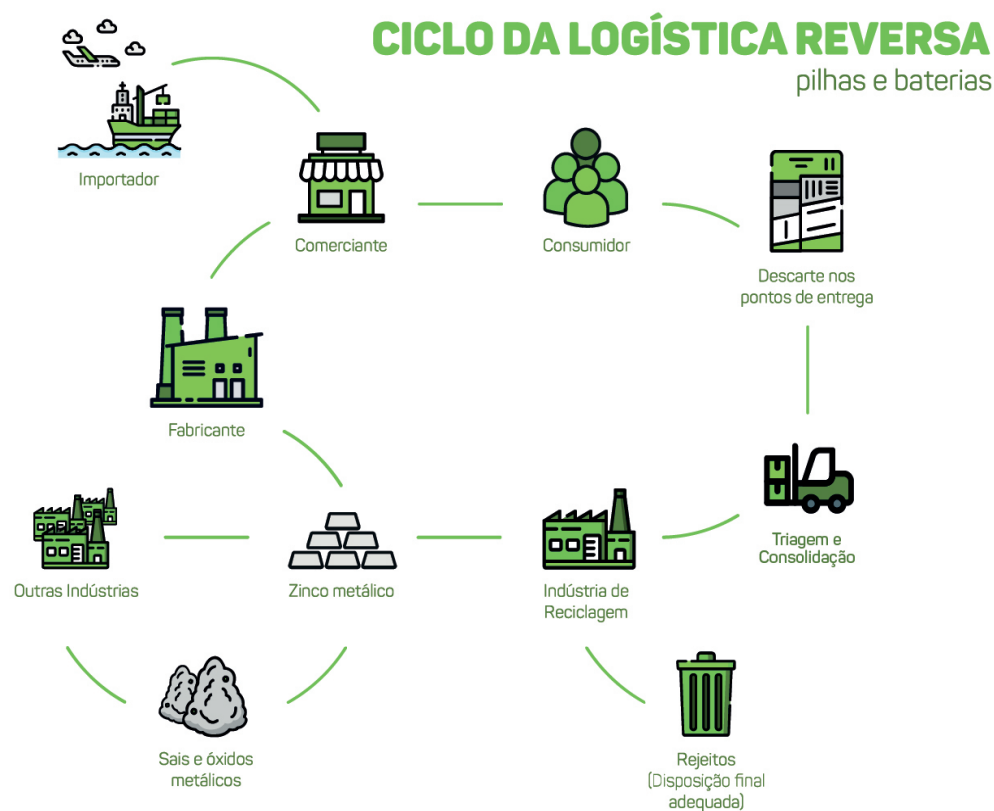 CICLO DA LOGÍSTICA REVERSA
pilhas e baterias
Importador
Comerciante
Consumidor
Descarte nos
pontos de entrega
Fabricante
Triagem e
Consolidação
Outras Indústrias
Zinco metálico
Indústria de
Reciclagem
Sais e óxidos
metálicos
Rejeitos
(Disposição final
adequada)